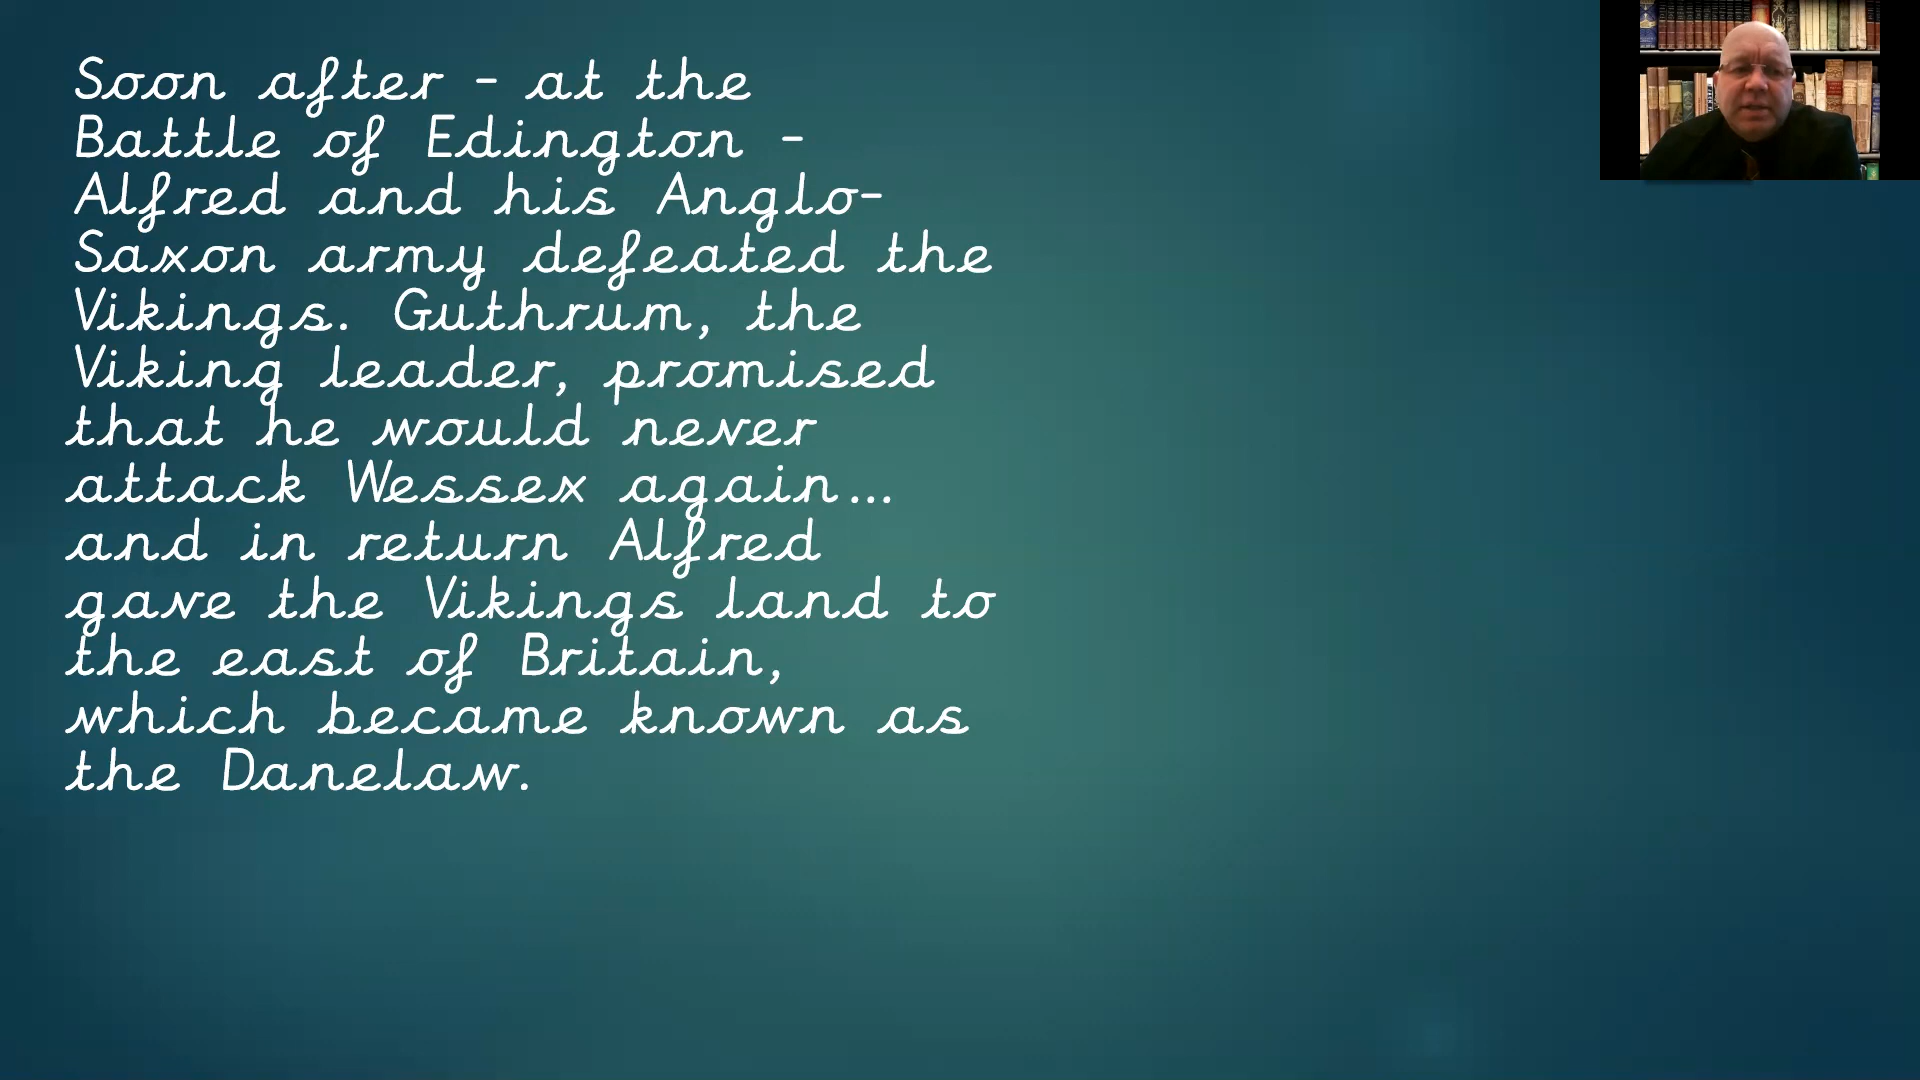 Soon after - at the
Battle of Edington -
Alfred and his Anglo-
Saxon army defeated the
Vikings. Guthrum, the
Viking leader, promised
that he would never
attack Wessex again...
and in return Alfred
gave the Vikings land to
the east of Britain,
which became known as
the Danelaw.